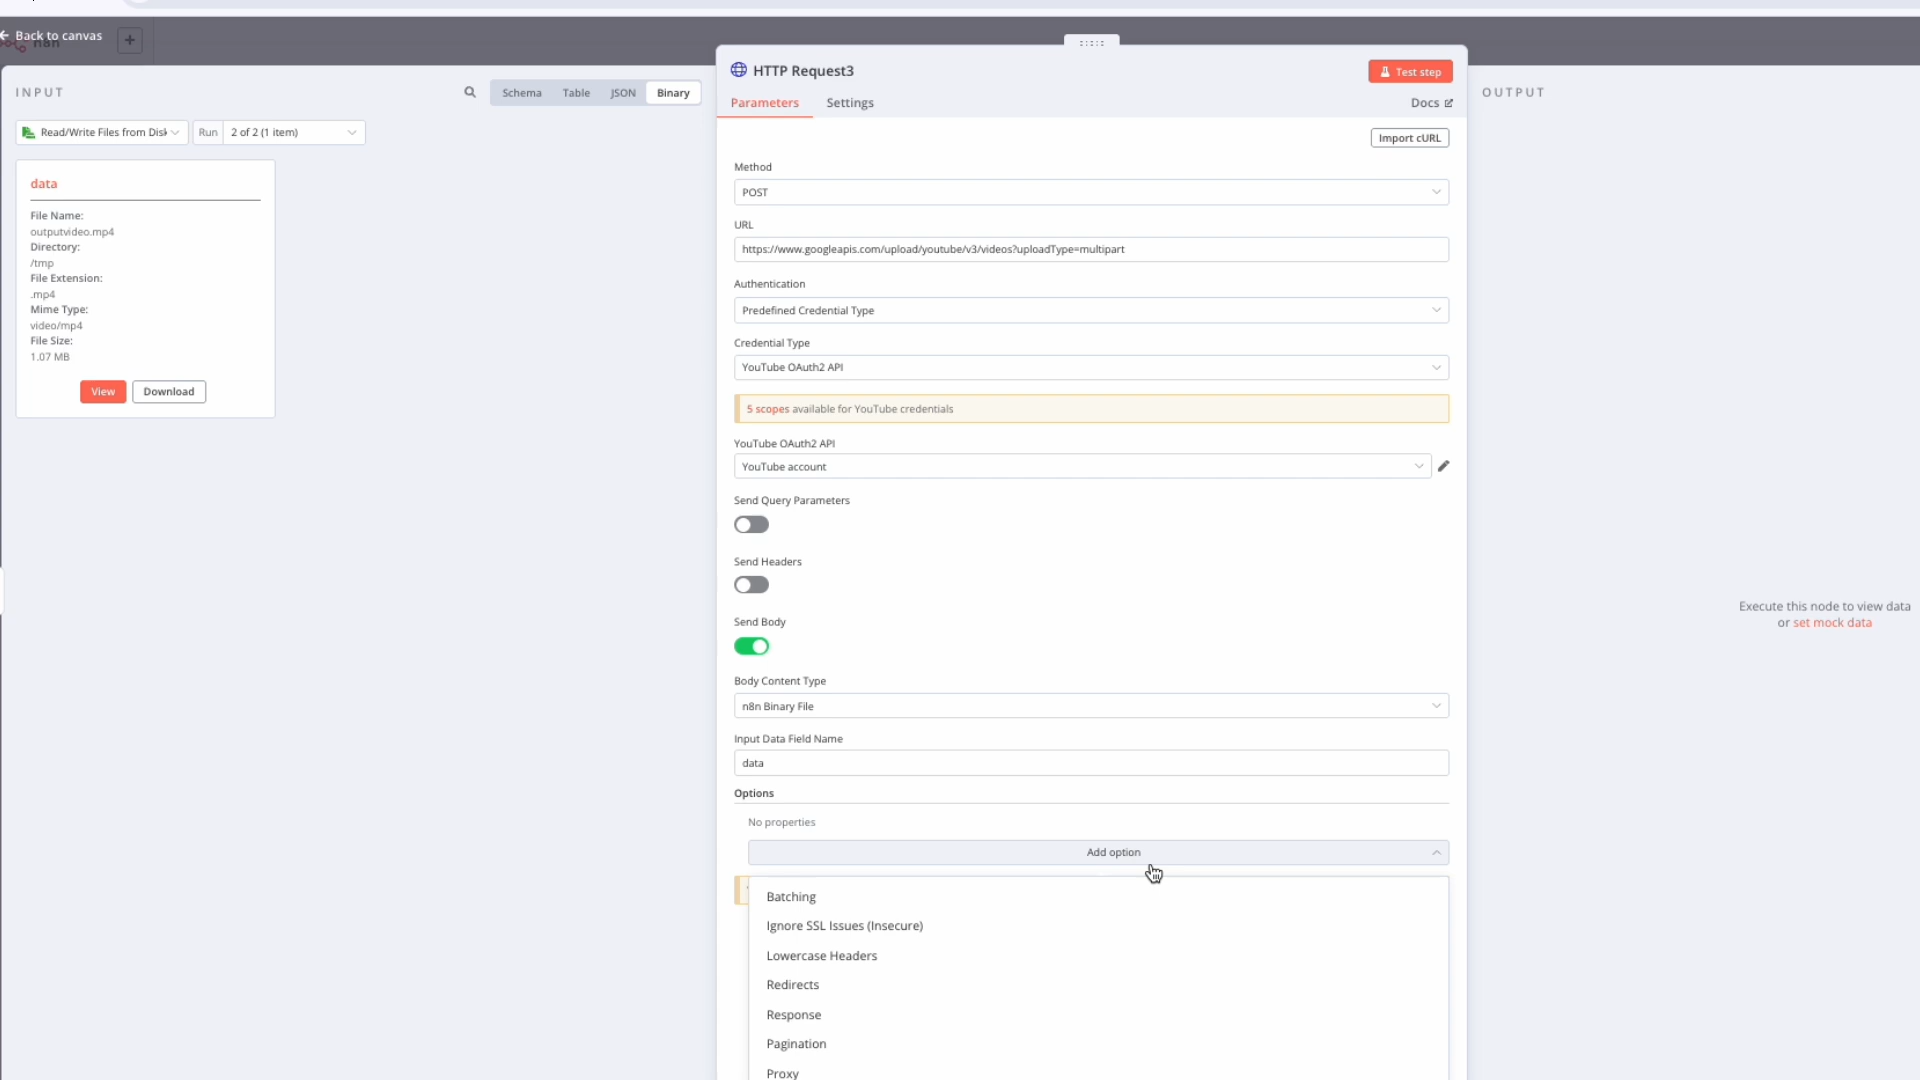 Back to canvas
n8n
+
INPUT
Schema
Table
JSON
Binary
Read/Write Files from Disk
Run
2 of 2 (1 item)
data
File Name:
outputvideo.mp4
Directory:
/tmp
File Extension:
.mp4
Mime Type:
video/mp4
File Size:
1.07 MB
View
Download
HTTP Request3
Test step
Parameters
Settings
Docs
Import cURL
Method
POST
URL
https://www.googleapis.com/upload/youtube/v3/videos?uploadType=multipart
Authentication
Predefined Credential Type
Credential Type
YouTube OAuth2 API
5 scopes available for YouTube credentials
YouTube OAuth2 API
YouTube account
Send Query Parameters
Send Headers
Send Body
Body Content Type
n8n Binary File
Input Data Field Name
data
Options
No properties
Add option
Batching
Ignore SSL Issues (Insecure)
Lowercase Headers
Redirects
Response
Pagination
Proxy
OUTPUT
Execute this node to view data
or set mock data